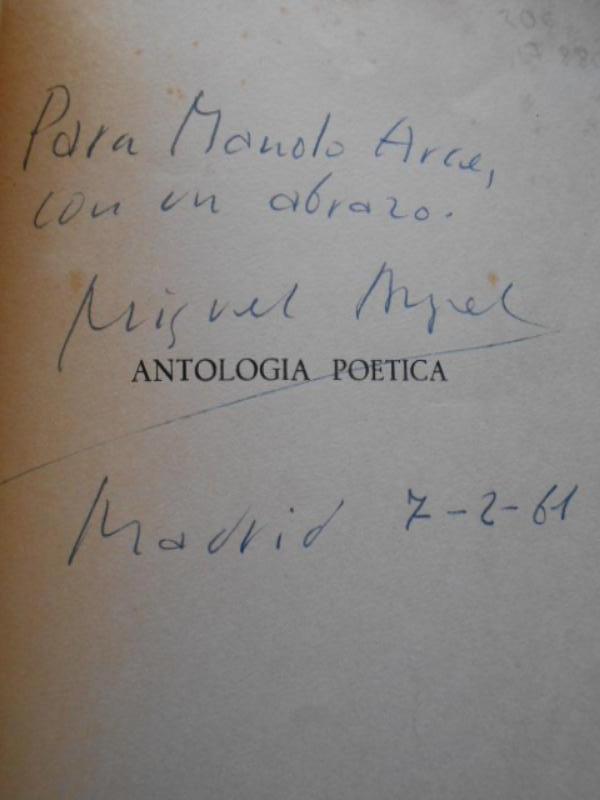 Para Manolo Arce,
con un abrazo.
Miguel Angel
ANTOLOGIA POETICA
Madrid 7-2-61